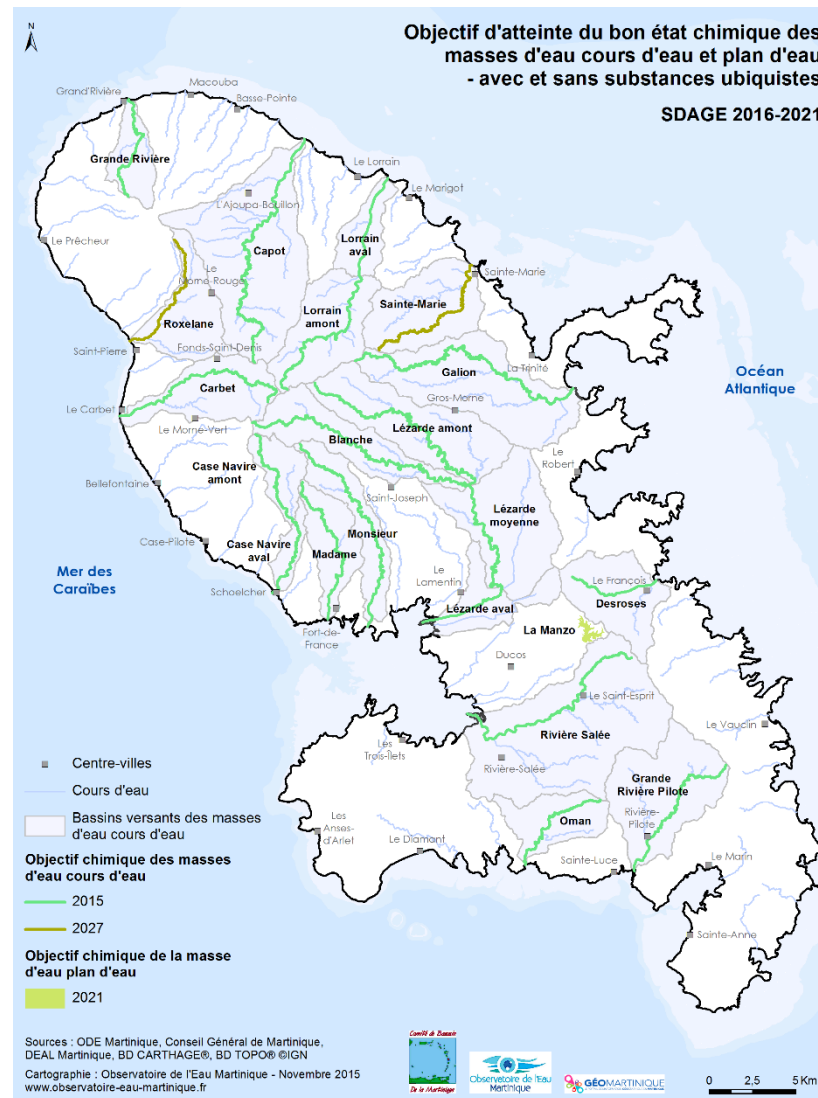 Objectif d'atteinte du bon état chimique des
masses d'eau cours d'eau et plan d'eau
- avec et sans substances ubiquistes
SDAGE 2016-2021
N
Macouba
Grand'Rivière
Basse-Pointe
Grande Rivière
Le Lorrain
Le Marigot
L'Ajoupa-Bouillon
Le Prêcheur
Capot
Lorrain
aval
Le
Morne-Rouge
Sainte-Marie
Sainte-Marie
Roxelane
Lorrain
amont
Saint-Pierre
Fonds-Saint-Denis
La Trinité
Galion
Océan
Atlantique
Carbet
Gros-Morne
Le Carbet
Le Morne-Vert
Lézarde amont
Blanche
Le
Robert
Case Navire
amont
Bellefontaine
Saint-Joseph
Lézarde
moyenne
Case-Pilote
Case Navire
aval
Monsieur
Madame
Mer des
Caraïbes
Le
Lamentin
Le François
Schoelcher
Desroses
Lézarde aval
Fort-de-
France
La Manzo
Ducos
Le Saint-Esprit
Le Vauclin
Rivière Salée
Les
Trois-Îlets
Rivière-Salée
Grande
Rivière Pilote
Les
Anses-
d'Arlet
Oman
Rivière-
Pilote
Le Diamant
Sainte-Luce
Le Marin
Sainte-Anne
Centre-villes
Cours d'eau
Bassins versants des masses
d'eau cours d'eau
Objectif chimique des masses
d'eau cours d'eau
2015
2027
Objectif chimique de la masse
d'eau plan d'eau
2021
Sources : ODE Martinique, Conseil Général de Martinique,
DEAL Martinique, BD CARTHAGE®, BD TOPO® ©IGN
Cartographie : Observatoire de l'Eau Martinique - Novembre 2015
www.observatoire-eau-martinique.fr
Comité de Bassin
De la Martinique
Observatoire de l'Eau
Martinique
GÉOMARTINIQUE
0 2,5 5 Km